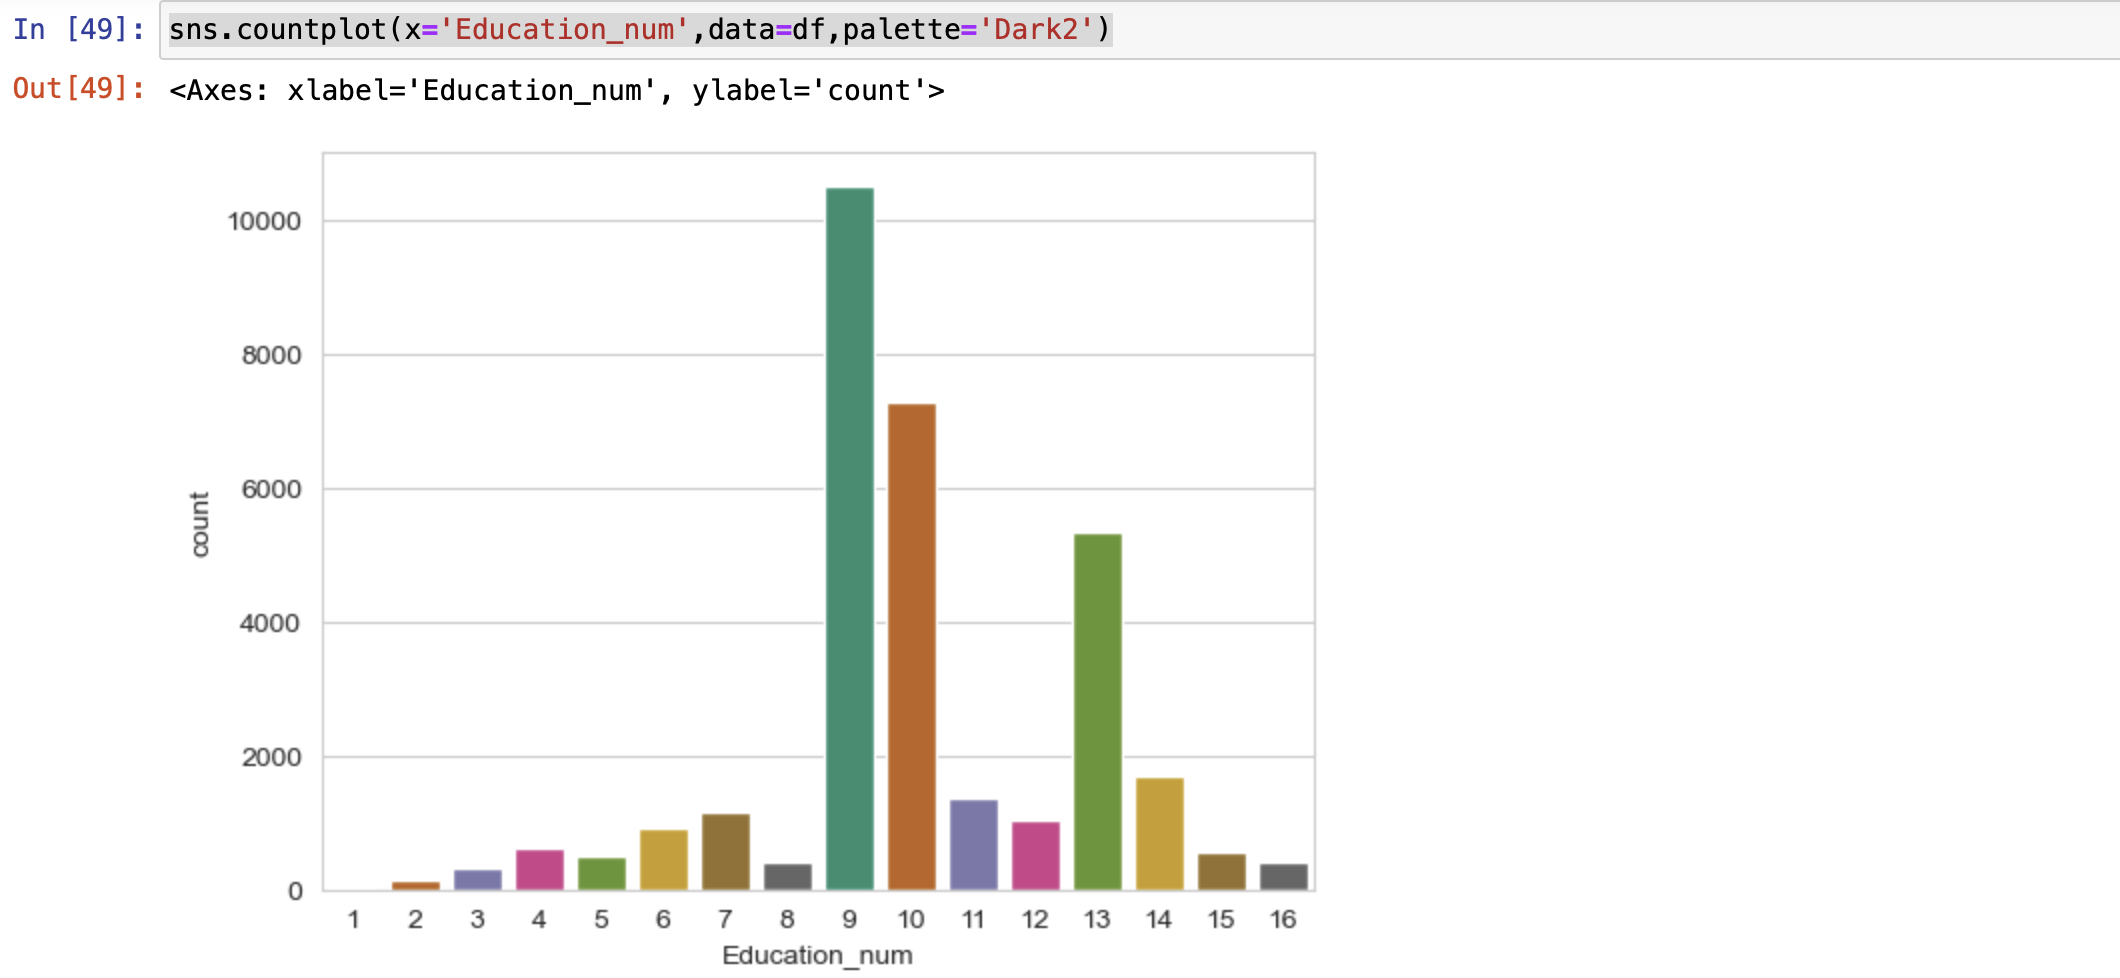 In [49]: sns.countplot(x='Education_num',data=df,palette='Dark2')
Out[49]: <Axes: xlabel='Education_num', ylabel='count'>
10000
8000
6000
4000
2000
0
count
1 2 3 4 5 6 7 8 9 10 11 12 13 14 15 16
Education_num